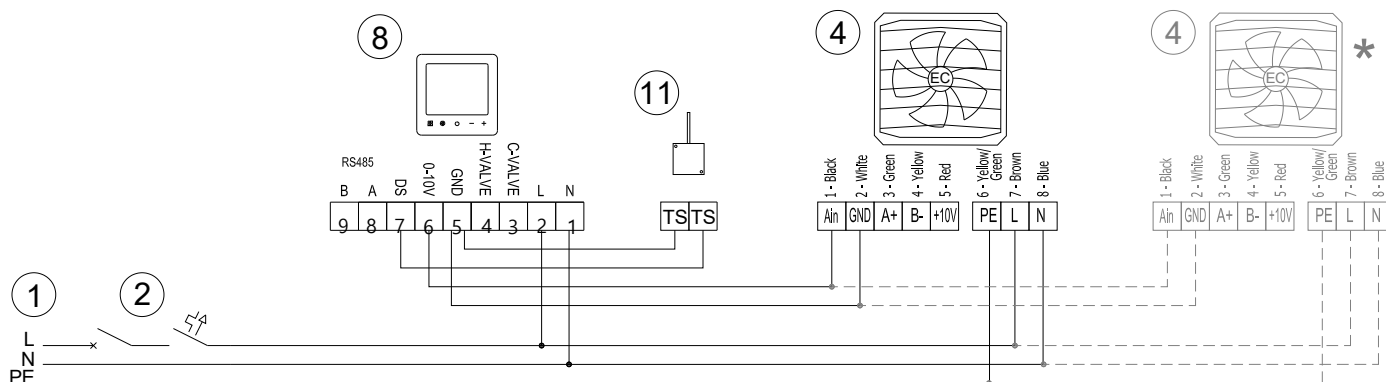 8
11
4
EC
4
EC
*
RS485
B
A
DS
0-10V
GND
H-VALVE
C-VALVE
L
N
9
8
7
6
5
4
3
2
1
TS
TS
1 - Black
2 - White
3 - Green
4 - Yellow
5 - Red
6 - Yellow/
Green
7 - Brown
8 - Blue
Ain
GND
A+
B-
+10V
PE
L
N
1 - Black
2 - White
3 - Green
4 - Yellow
5 - Red
6 - Yellow/
Green
7 - Brown
8 - Blue
Ain
GND
A+
B-
+10V
PE
L
N
1
2
L
N
PE